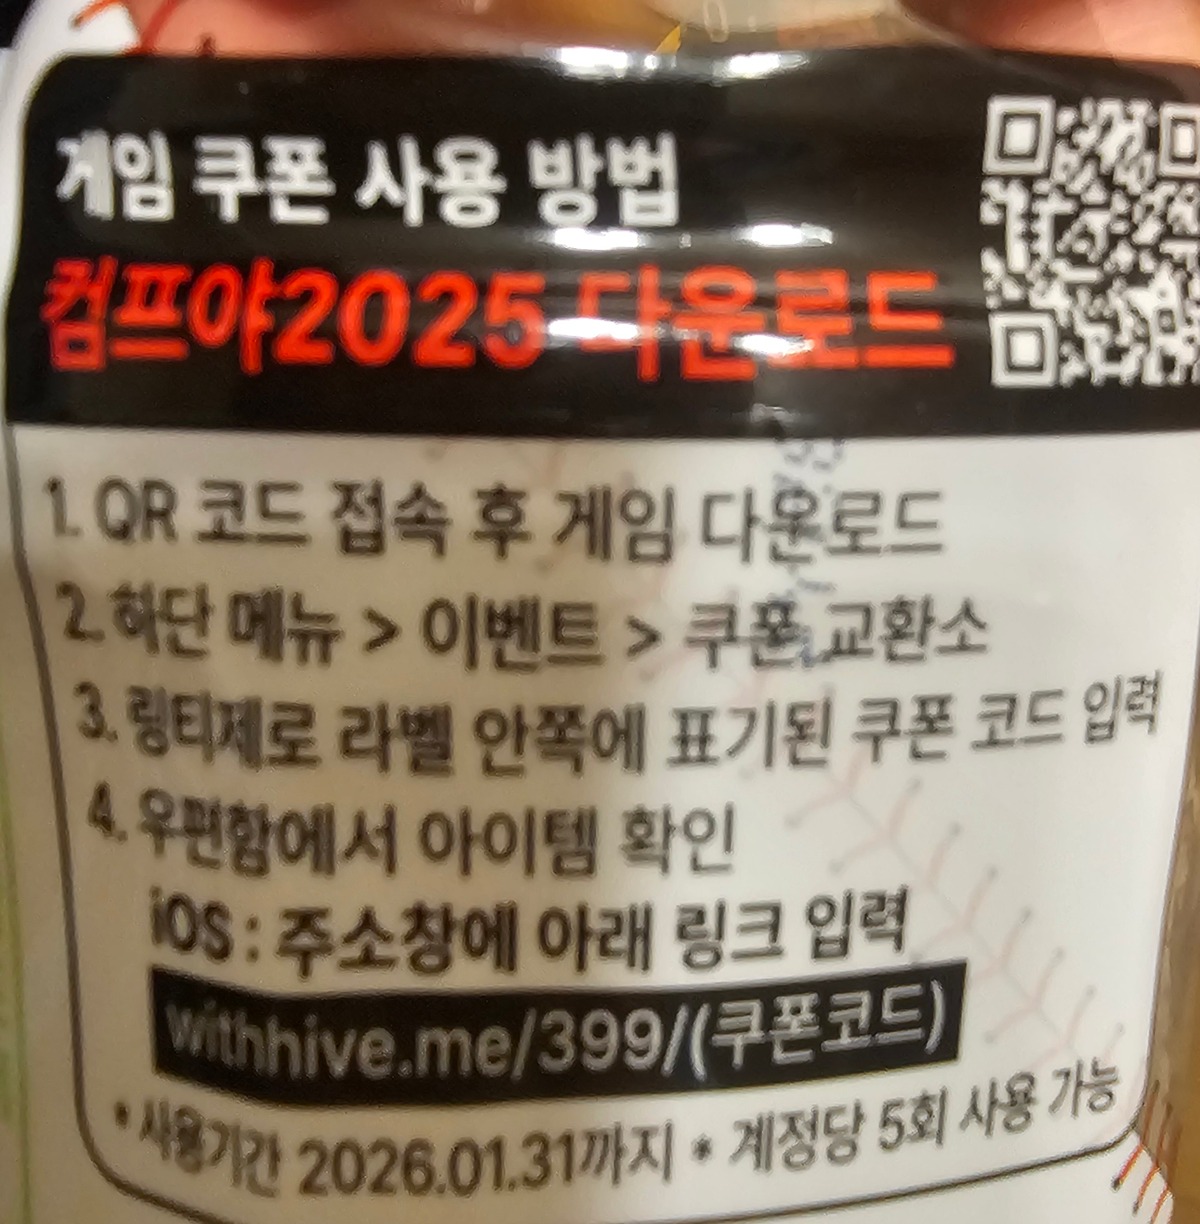 게임 쿠폰 사용 방법
컴프야2025 다운로드
1. QR 코드 접속 후 게임 다운로드
2. 하단 메뉴 > 이벤트 > 쿠폰 교환소
3. 링티제로 라벨 안쪽에 표기된 쿠폰 코드 입력
4. 우편함에서 아이템 확인
iOS : 주소창에 아래 링크 입력
withhive.me/399/(쿠폰코드)
* 사용기간 2026.01.31까지 * 계정당 5회 사용 가능